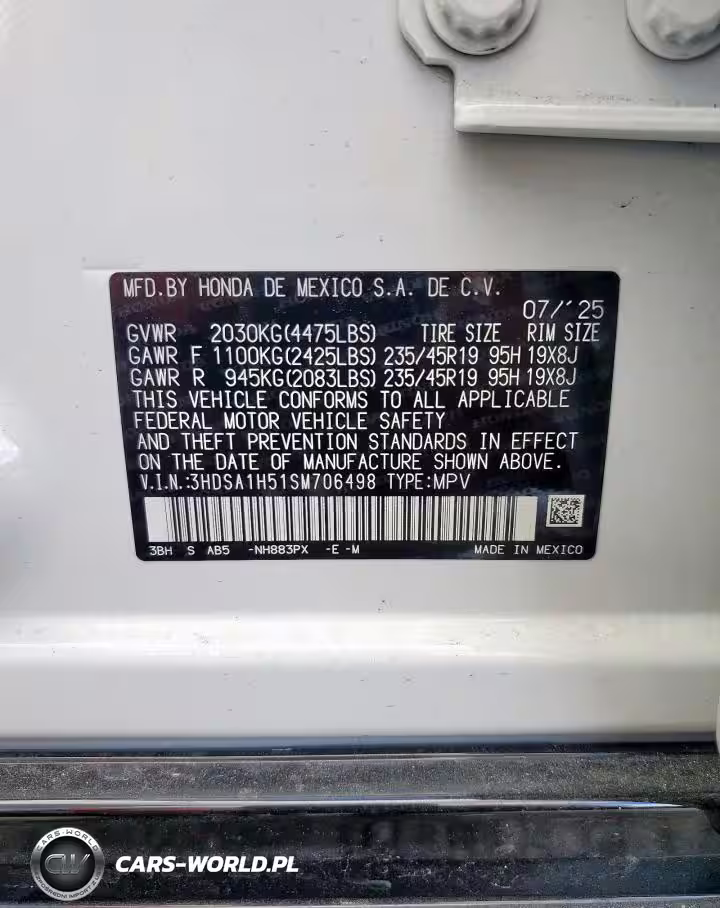 MFD.BY HONDA DE MEXICO S.A. DE C.V.
07/'25
GVWR 2030KG(4475LBS) TIRE SIZE RIM SIZE
GAWR F 1100KG(2425LBS) 235/45R19 95H 19X8J
GAWR R 945KG(2083LBS) 235/45R19 95H 19X8J
THIS VEHICLE CONFORMS TO ALL APPLICABLE
FEDERAL MOTOR VEHICLE SAFETY
AND THEFT PREVENTION STANDARDS IN EFFECT
ON THE DATE OF MANUFACTURE SHOWN ABOVE.
V.I.N.:3HDSA1H51SM706498 TYPE:MPV
3BH S AB5 -NH883PX -E -M MADE IN MEXICO
CARS-WORLD
CW
CARS-WORLD.PL